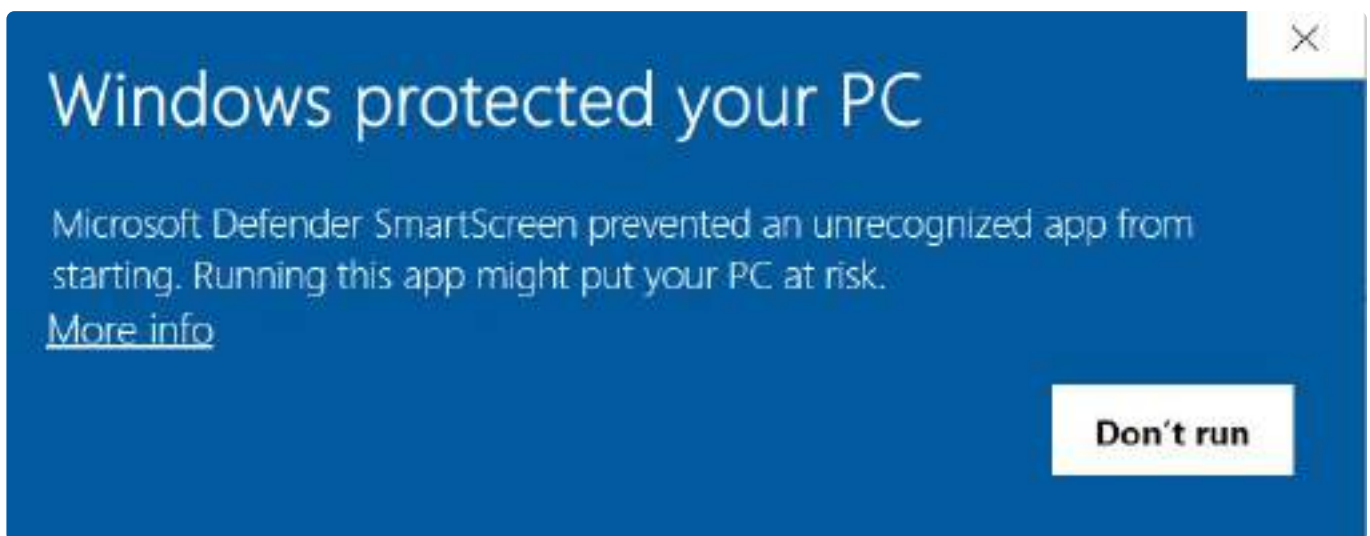 Windows protected your PC
Microsoft Defender SmartScreen prevented an unrecognized app from
starting. Running this app might put your PC at risk.
More info
Don't run